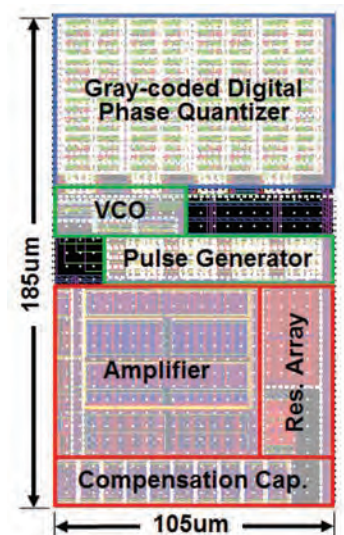 Gray-coded Digital
Phase Quantizer
VCO
Pulse Generator
185um
Amplifier
Res. Array
Compensation Cap.
105um